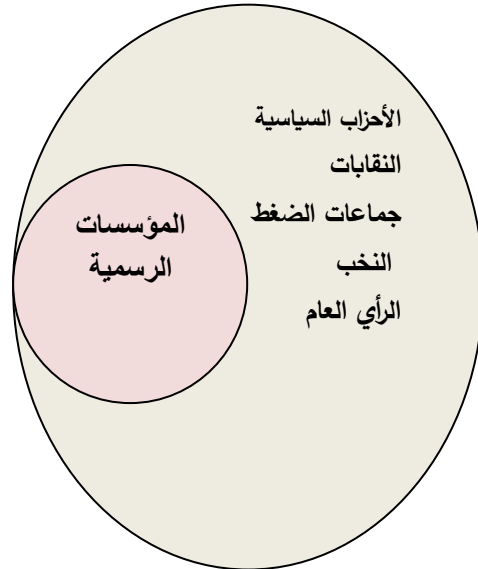 الأحزاب السياسية
النقابات
جماعات الضغط
النخب
الرأي العام
المؤسسات
الرسمية